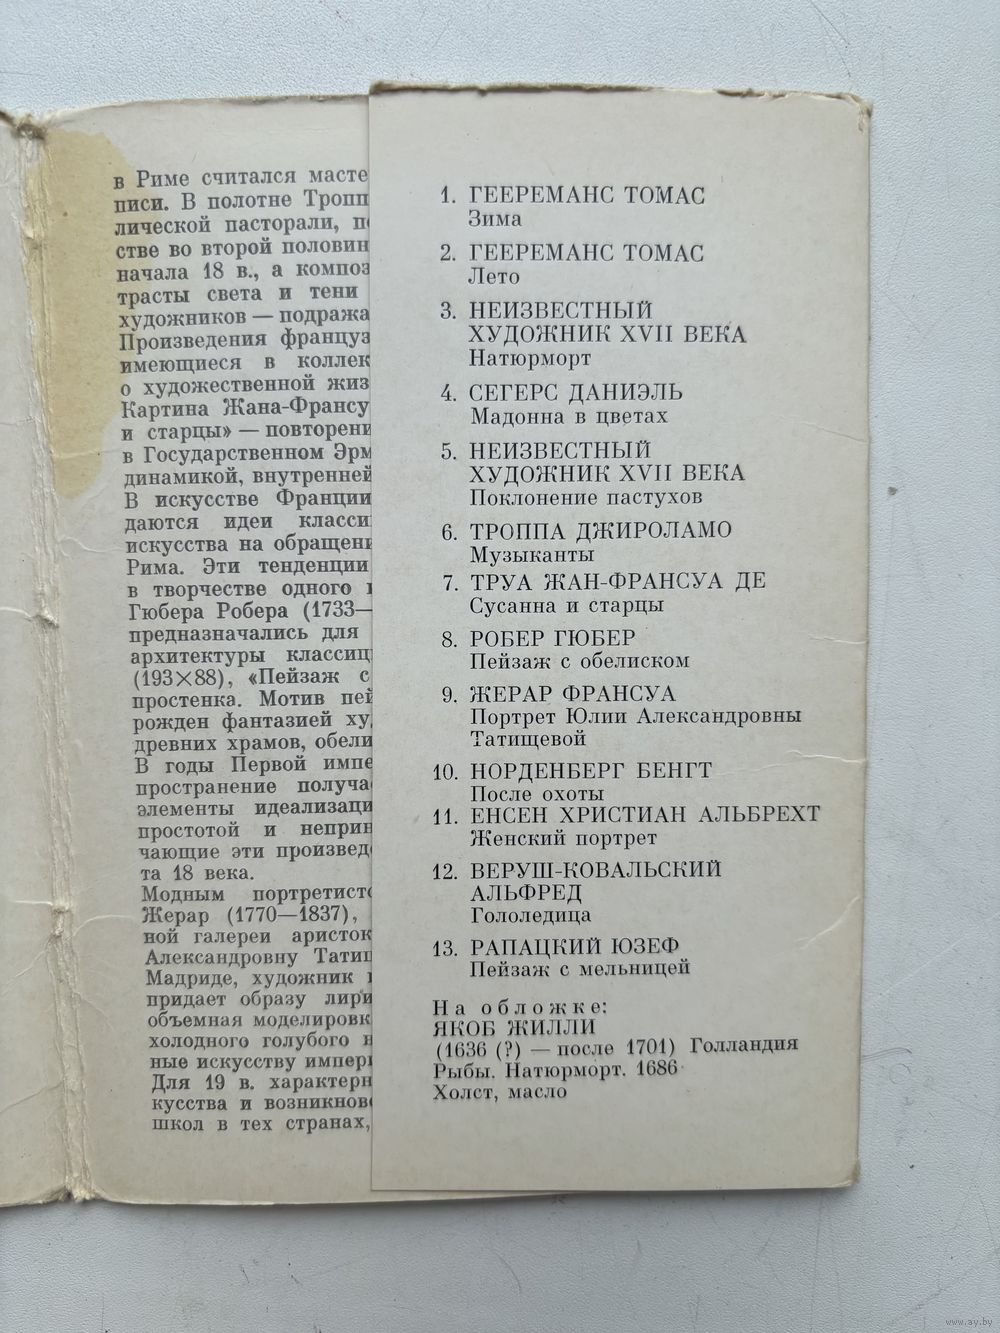 в Риме считался масте
писи. В полотне Тропп
лической пасторали, п
стве во второй половин
начала 18 в., а композ
трасты света и тени
художников — подража
Произведения француз
имеющиеся в коллек
о художественной жиз
Картина Жана-Франсу
и старцы» — повторени
в Государственном Эрм
динамикой, внутренней
В искусстве Франции
даются идеи класси
искусства на обращени
Рима. Эти тенденции
в творчестве одного
Гюбера Робера (1733—
предназначались для
архитектуры классиц
(193×88), «Пейзаж с
простенка. Мотив пей
рожден фантазией ху
древних храмов, обели
В годы Первой импе
пространение получа
элементы идеализаци
простотой и неприн
чающие эти произвед
та 18 века.
Модным портретист
Жерар (1770—1837),
ной галереи аристок
Александровну Татищ
Мадриде, художник
придает образу лири
объемная моделировк
холодного голубого
ные искусству импери
Для 19 в. характерн
кусства и возникнов
школ в тех странах,
1. ГЕЕРЕМАНС ТОМАС
Зима
2. ГЕЕРЕМАНС ТОМАС
Лето
3. НЕИЗВЕСТНЫЙ
ХУДОЖНИК XVII ВЕКА
Натюрморт
4. СЕГЕРС ДАНИЭЛЬ
Мадонна в цветах
5. НЕИЗВЕСТНЫЙ
ХУДОЖНИК XVII ВЕКА
Поклонение пастухов
6. ТРОППА ДЖИРОЛАМО
Музыканты
7. ТРУА ЖАН-ФРАНСУА ДЕ
Сусанна и старцы
8. РОБЕР ГЮБЕР
Пейзаж с обелиском
9. ЖЕРАР ФРАНСУА
Портрет Юлии Александровны
Татищевой
10. НОРДЕНБЕРГ БЕНГТ
После охоты
11. ЕНСЕН ХРИСТИАН АЛЬБРЕХТ
Женский портрет
12. ВЕРУШ-КОВАЛЬСКИЙ
АЛЬФРЕД
Гололедица
13. РАПАЦКИЙ ЮЗЕФ
Пейзаж с мельницей
На обложке:
ЯКОБ ЖИЛЛИ
(1636 (?) — после 1701) Голландия
Рыбы. Натюрморт. 1686
Холст, масло
www.ay.by